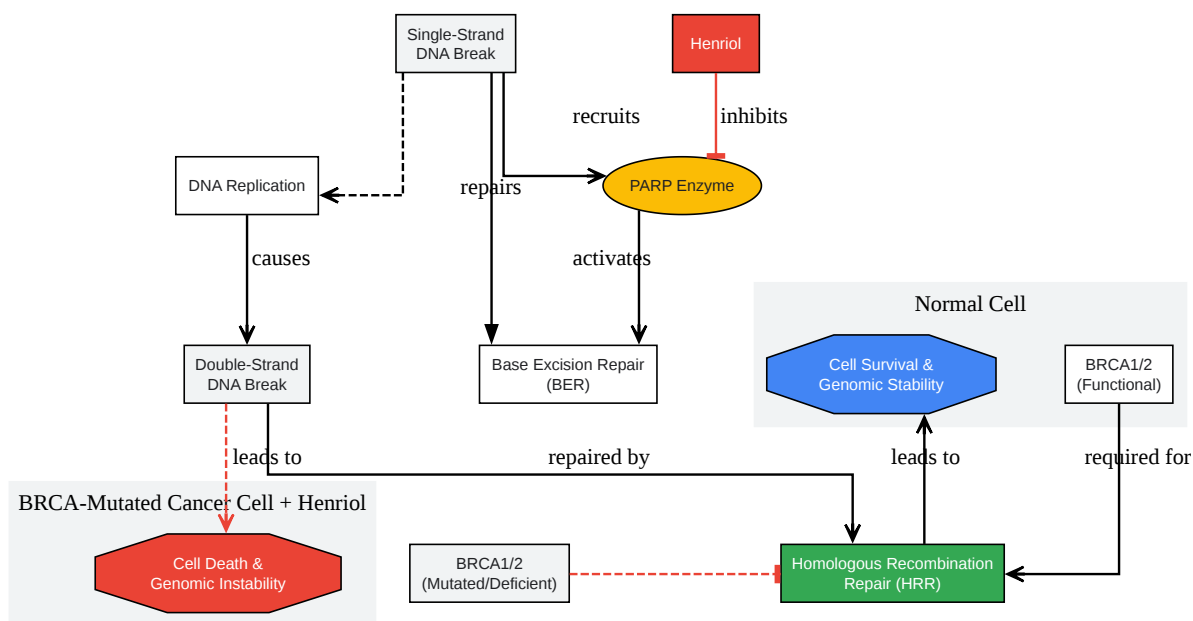 Single-Strand
DNA Break
Henriol
recruits
inhibits
DNA Replication
repairs
PARP Enzyme
causes
activates
Normal Cell
Double-Strand
DNA Break
Base Excision Repair
(BER)
Cell Survival &
Genomic Stability
BRCA1/2
(Functional)
leads to
repaired by
leads to
required for
BRCA-Mutated Cancer Cell + Henriol
Cell Death &
Genomic Instability
BRCA1/2
(Mutated/Deficient)
Homologous Recombination
Repair (HRR)